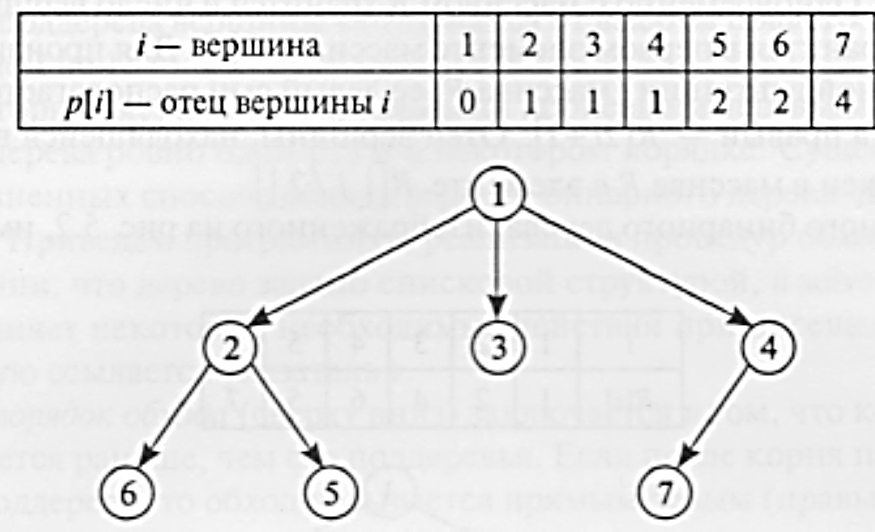 i — вершина 1 2 3 4 5 6 7
p[i] — отец вершины i 0 1 1 1 2 2 4
1
2 3 4
6 5 7